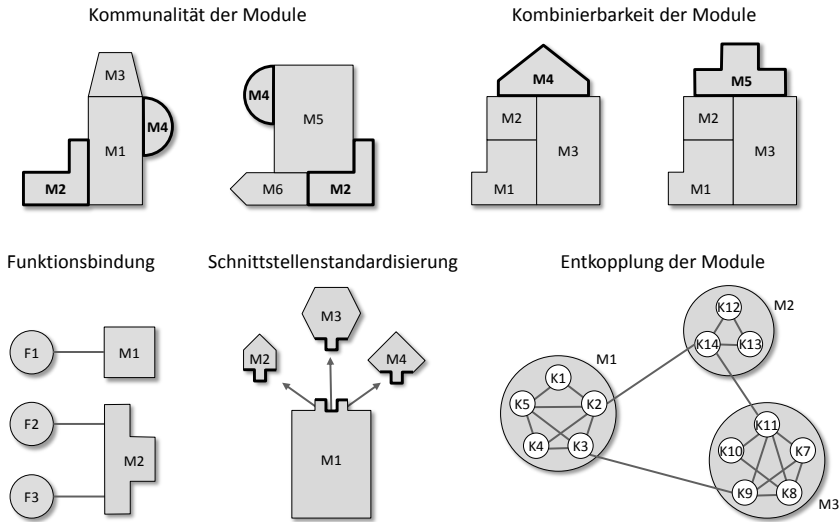 Kommunalität der Module
Kombinierbarkeit der Module
M3
M4
M1
M2
M4
M5
M6
M2
M4
M2
M3
M1
M5
M2
M3
M1
Funktionsbindung
Schnittstellenstandardisierung
Entkopplung der Module
F1
M1
F2
M2
F3
M3
M2
M4
M1
M1
K1
K5
K2
K4
K3
K12
M2
K14
K13
K11
K10
K7
K9
K8
M3